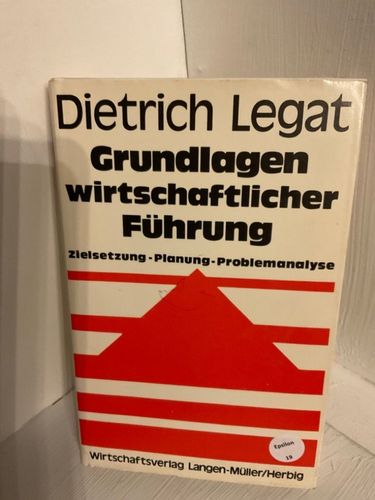 Dietrich Legat
Grundlagen
wirtschaftlicher
Führung
Zielsetzung-Planung-Problemanalyse
Epsilon
19
Wirtschaftsverlag Langen-Müller/Herbig